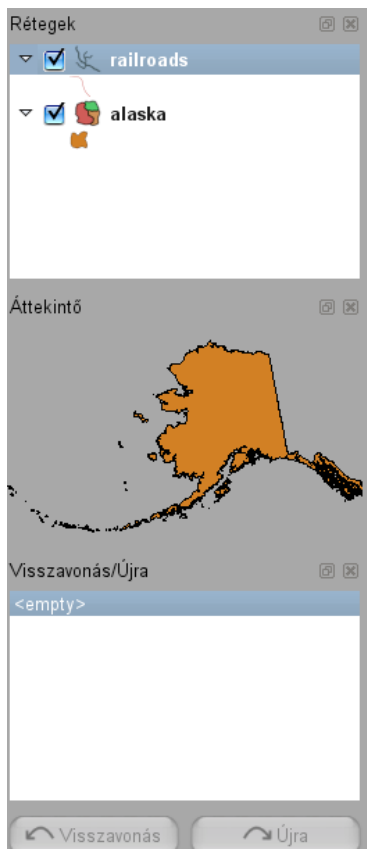 Rétegek
railroads
alaska
Áttekintő
Visszavonás/Újra
<empty>
Visszavonás
Újra